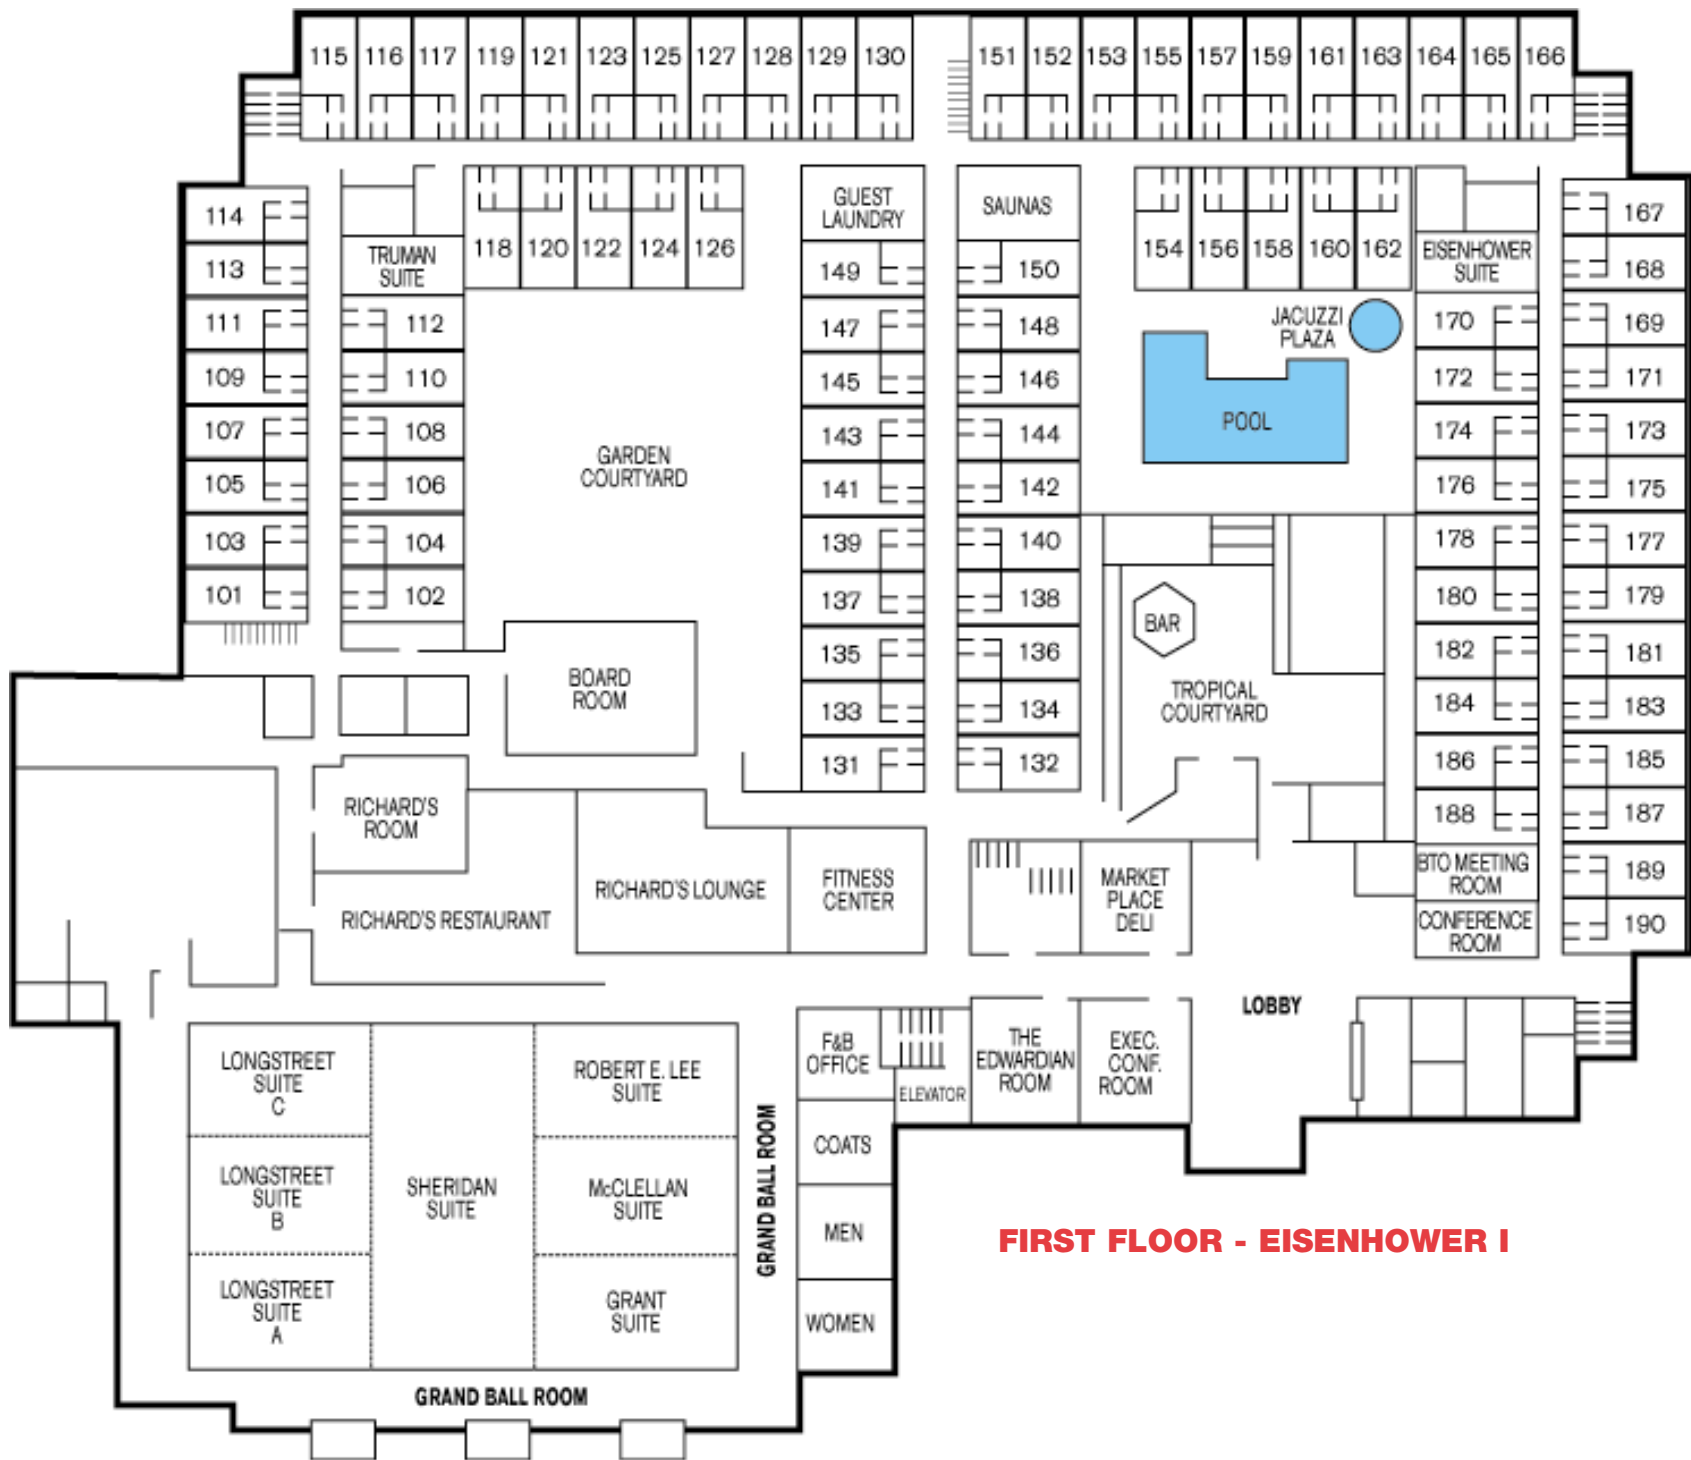 115 116 117 119 121 123 125 127 128 129 130 151 152 153 155 157 159 161 163 164 165 166
114
113
111
109
107
105
103
101
TRUMAN
SUITE
112
110
108
106
104
102
118 120 122 124 126
GARDEN
COURTYARD
BOARD
ROOM
GUEST
LAUNDRY
149
147
145
143
141
139
137
135
133
131
SAUNAS
150
148
146
144
142
140
138
136
134
132
154 156 158 160 162
JACUZZI
PLAZA
POOL
BAR
TROPICAL
COURTYARD
EISENHOWER
SUITE
170
172
174
176
178
180
182
184
186
188
BTO MEETING
ROOM
CONFERENCE
ROOM
167
168
169
171
173
175
177
179
181
183
185
187
189
190
RICHARD'S
ROOM
RICHARD'S RESTAURANT
RICHARD'S LOUNGE
FITNESS
CENTER
MARKET
PLACE
DELI
LOBBY
LONGSTREET
SUITE
C
LONGSTREET
SUITE
B
LONGSTREET
SUITE
A
SHERIDAN
SUITE
ROBERT E. LEE
SUITE
McCLELLAN
SUITE
GRANT
SUITE
GRAND BALL ROOM
GRAND BALL ROOM
F&B
OFFICE
ELEVATOR
COATS
MEN
WOMEN
THE
EDWARDIAN
ROOM
EXEC.
CONF.
ROOM
FIRST FLOOR - EISENHOWER I